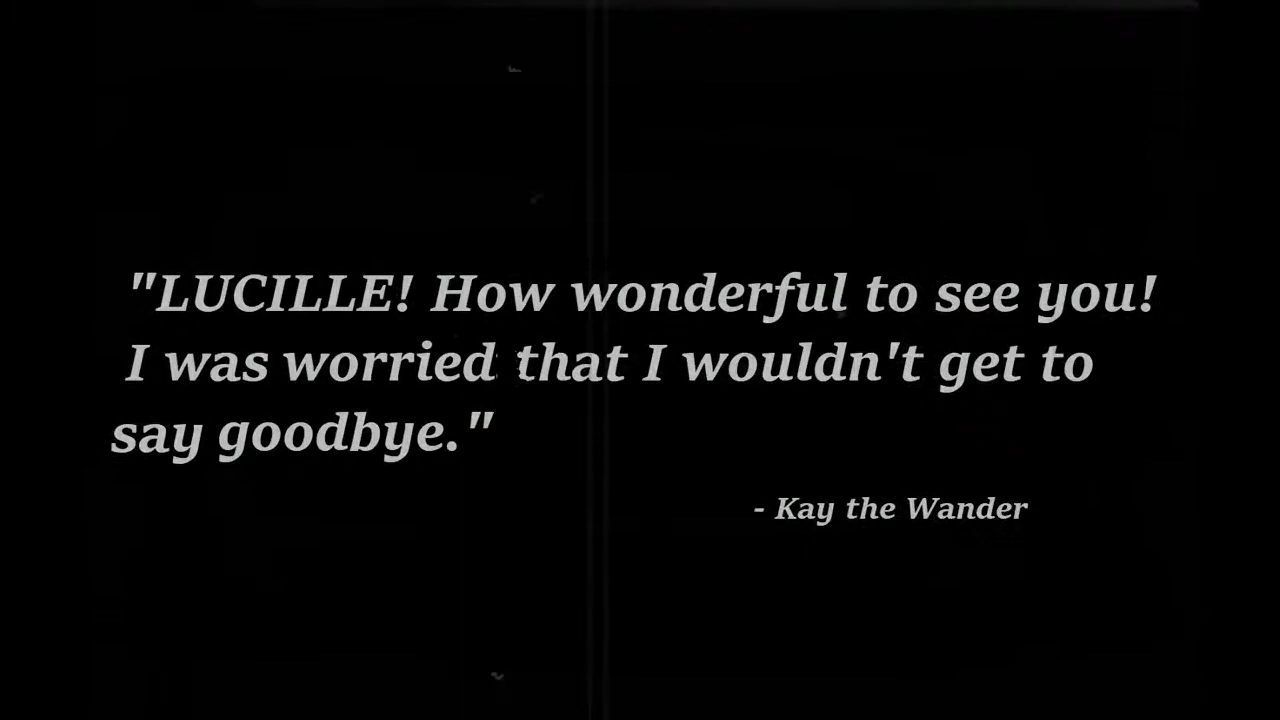 "LUCILLE! How wonderful to see you!
I was worried that I wouldn't get to
say goodbye."
- Kay the Wander